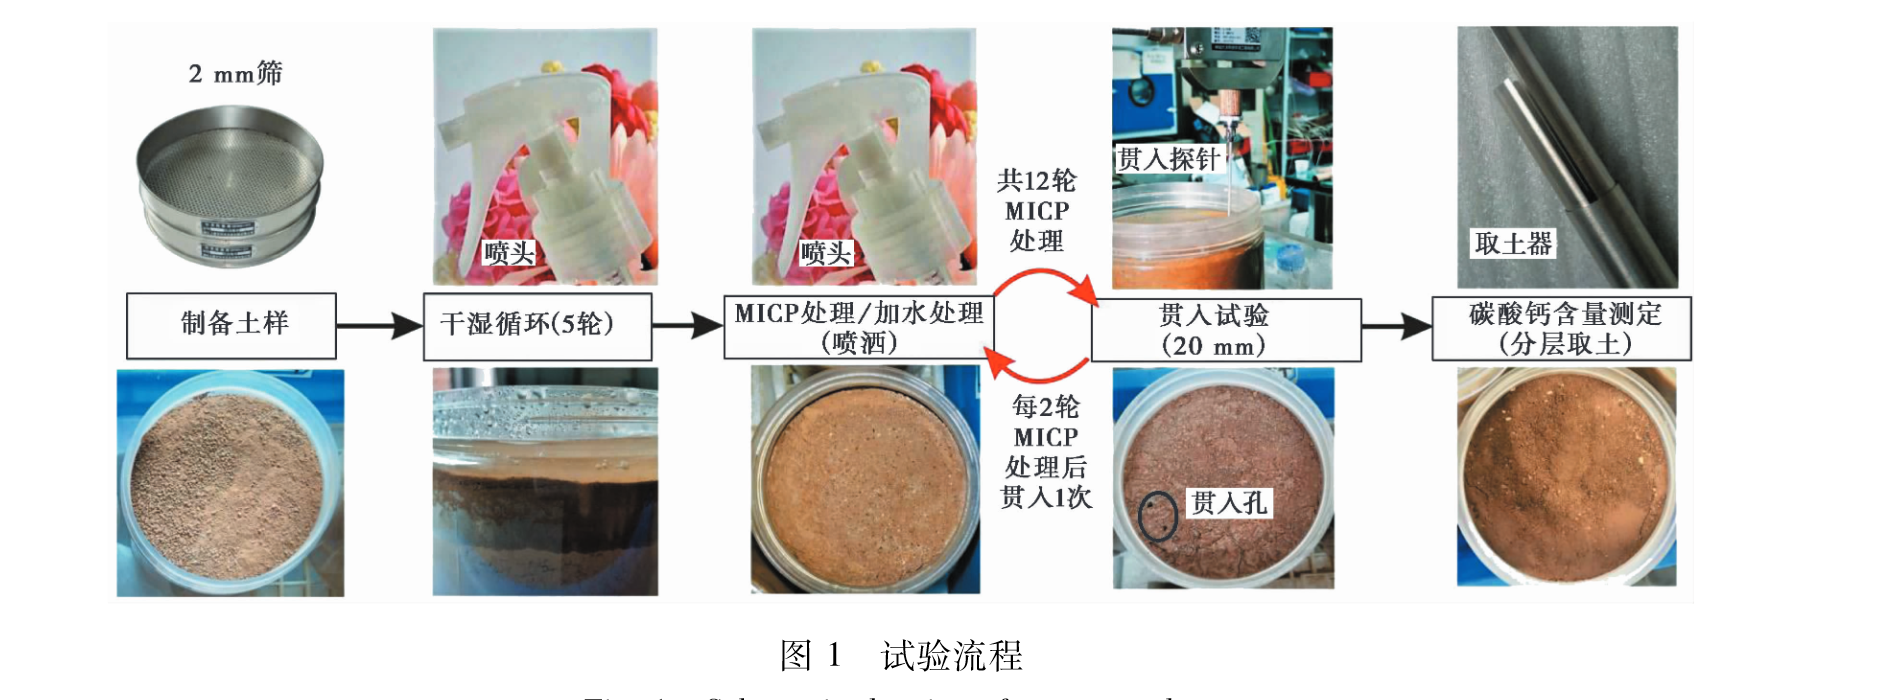 2 mm筛
喷头
喷头
共12轮
MICP
处理
贯入探针
取土器
制备土样
干湿循环(5轮)
MICP处理/加水处理
(喷洒)
贯入试验
(20 mm)
碳酸钙含量测定
(分层取土)
每2轮
MICP
处理后
贯入1次
贯入孔
图 1 试验流程